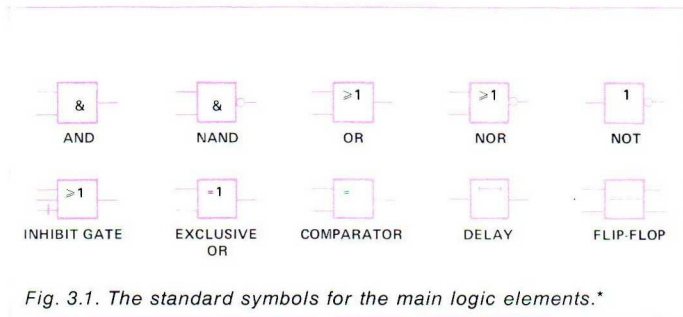 & & ⩾1 ⩾1 1
AND NAND OR NOR NOT
⩾1 =1 =
INHIBIT GATE EXCLUSIVE OR COMPARATOR DELAY FLIP-FLOP
Fig. 3.1. The standard symbols for the main logic elements.*